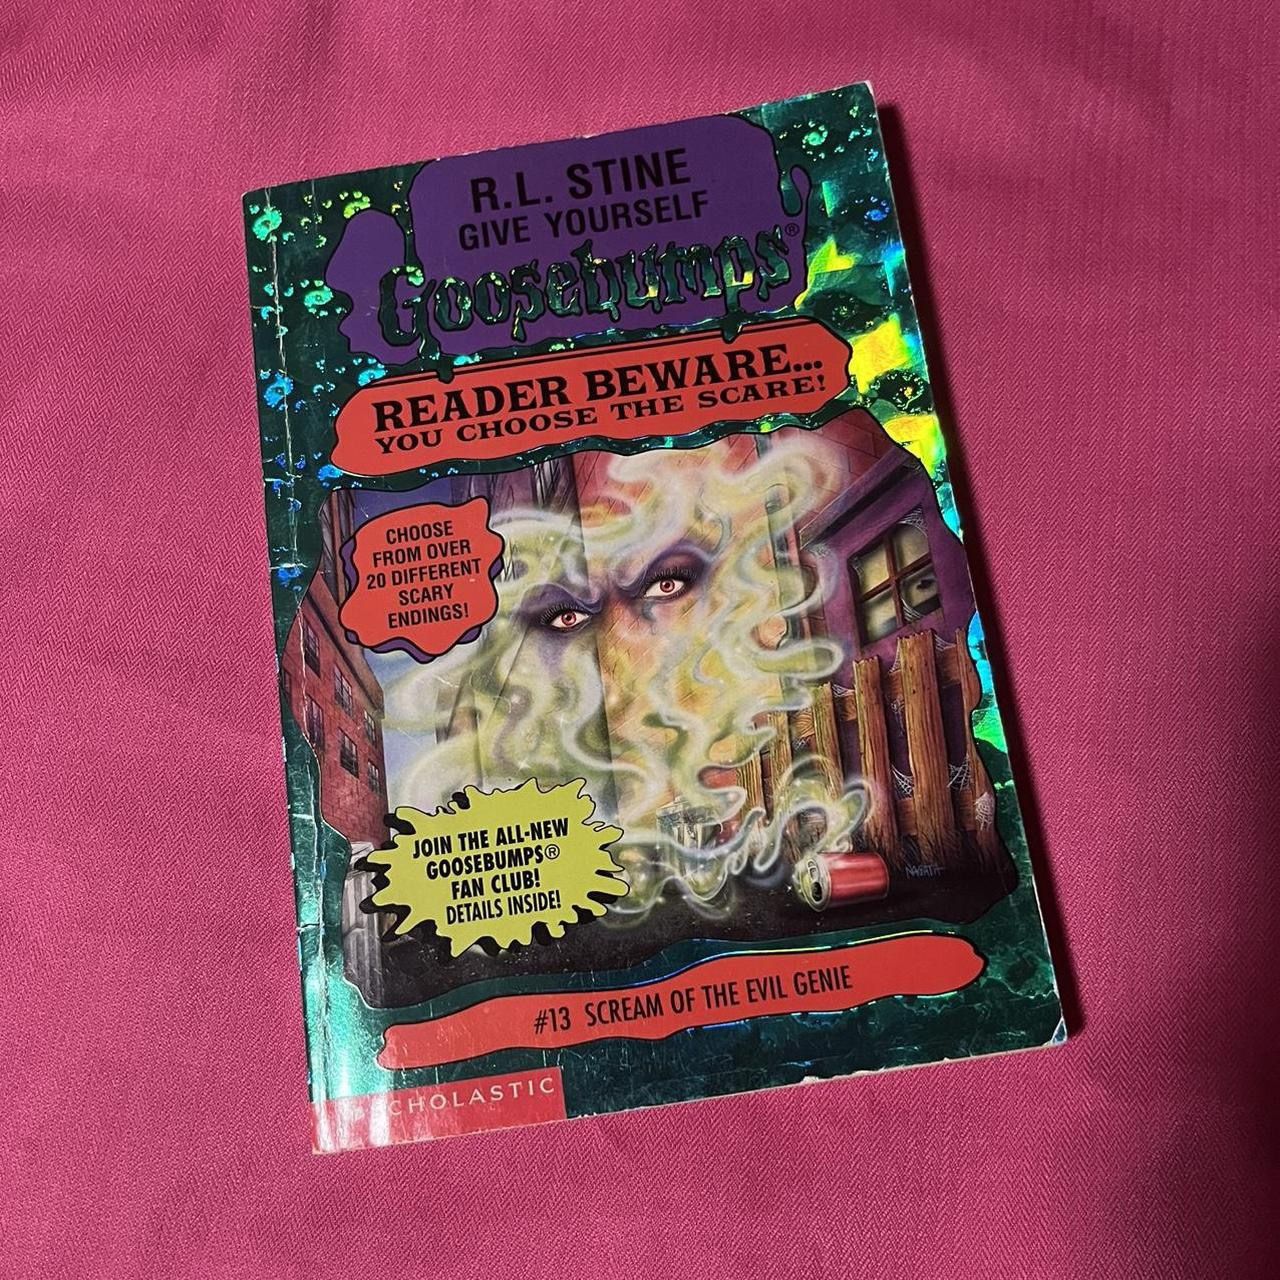 R.L. STINE
GIVE YOURSELF
Goosebumps®
READER BEWARE...
YOU CHOOSE THE SCARE!
CHOOSE
FROM OVER
20 DIFFERENT
SCARY
ENDINGS!
JOIN THE ALL-NEW
GOOSEBUMPS®
FAN CLUB!
DETAILS INSIDE!
#13 SCREAM OF THE EVIL GENIE
SCHOLASTIC